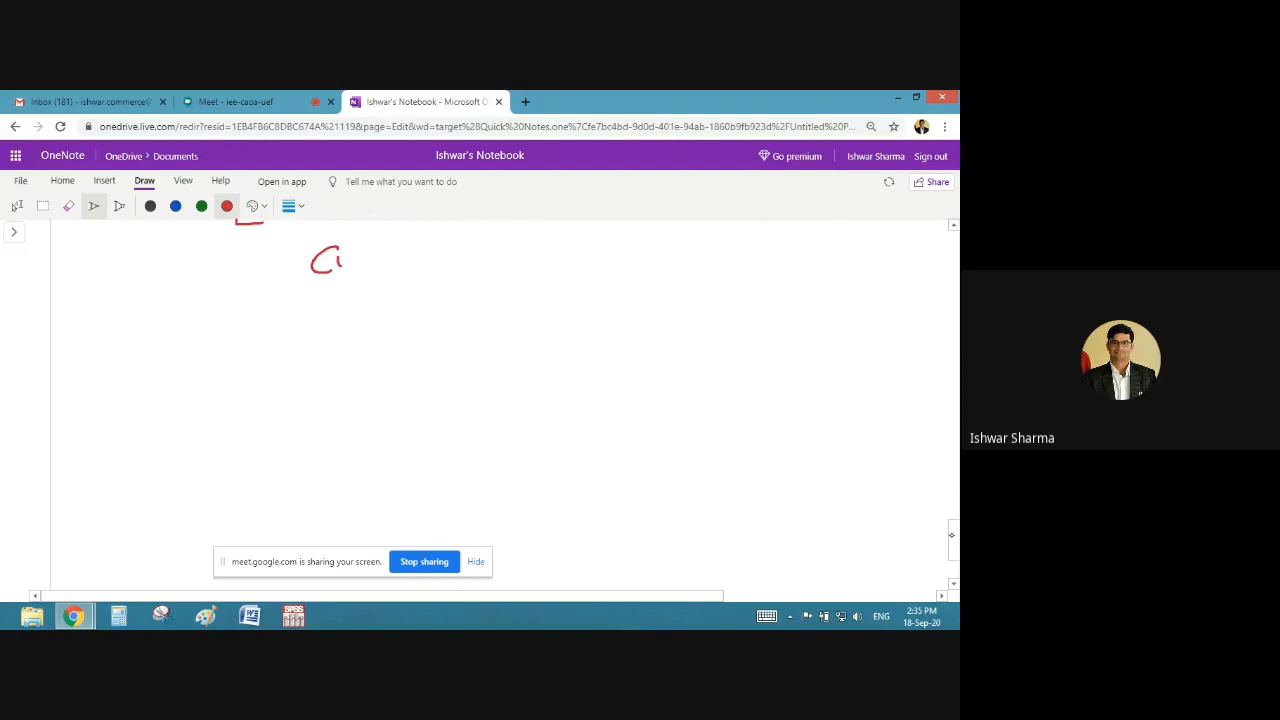 Inbox (181) - ishwar.commerce@
Meet - iee-caoa-uef
Ishwar's Notebook - Microsoft O
onedrive.live.com/redir?resid=1EB4FB6C8DBC674A%21119&page=Edit&wd=target%28Quick%20Notes.one%7Cfe7bc4bd-9d0d-401e-94ab-1860b9fb923d%2FUntitled%20P...
OneNote
OneDrive > Documents
Ishwar's Notebook
Go premium
Ishwar Sharma
Sign out
File
Home
Insert
Draw
View
Help
Open in app
Tell me what you want to do
Share
meet.google.com is sharing your screen.
Stop sharing
Hide
Ishwar Sharma
SPSS
ENG
2:35 PM
18-Sep-20